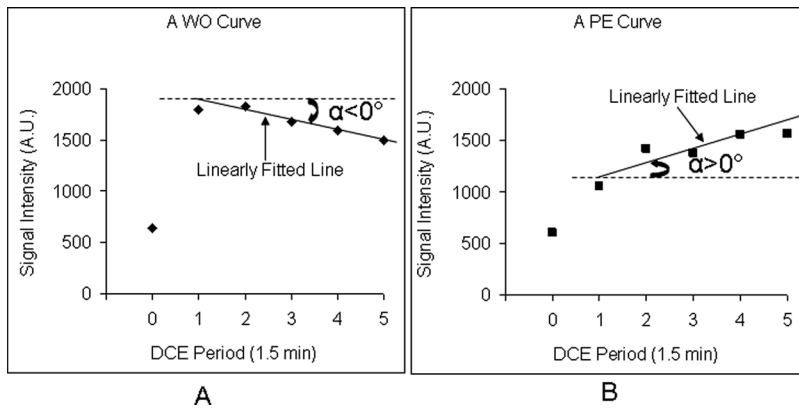 A WO Curve
2000
1500
1000
500
0
Signal Intensity (A.U.)
α<0°
Linearly Fitted Line
0 1 2 3 4 5
DCE Period (1.5 min)
A
A PE Curve
2000
1500
1000
500
0
Signal Intensity (A.U.)
Linearly Fitted Line
α>0°
0 1 2 3 4 5
DCE Period (1.5 min)
B